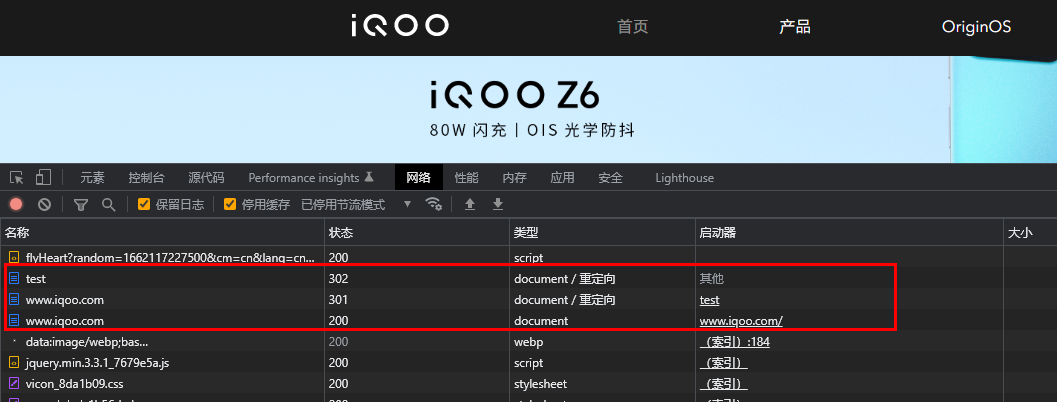 iQOO 首页 产品 OriginOS
iQOO Z6
80W 闪充 | OIS 光学防抖
元素 控制台 源代码 Performance insights 网络 性能 内存 应用 安全 Lighthouse
保留日志 停用缓存 已停用节流模式
名称 状态 类型 启动器 大小
flyHeart?random=1662117227500&cm=cn&lang=cn... 200 script
test 302 document / 重定向 其他
www.iqoo.com 301 document / 重定向 test
www.iqoo.com 200 document www.iqoo.com/
data:image/webp;bas... 200 webp （索引）:184
jquery.min.3.3.1_7679e5a.js 200 script （索引）
vicon_8da1b09.css 200 stylesheet （索引）
200 stylesheet （索引）